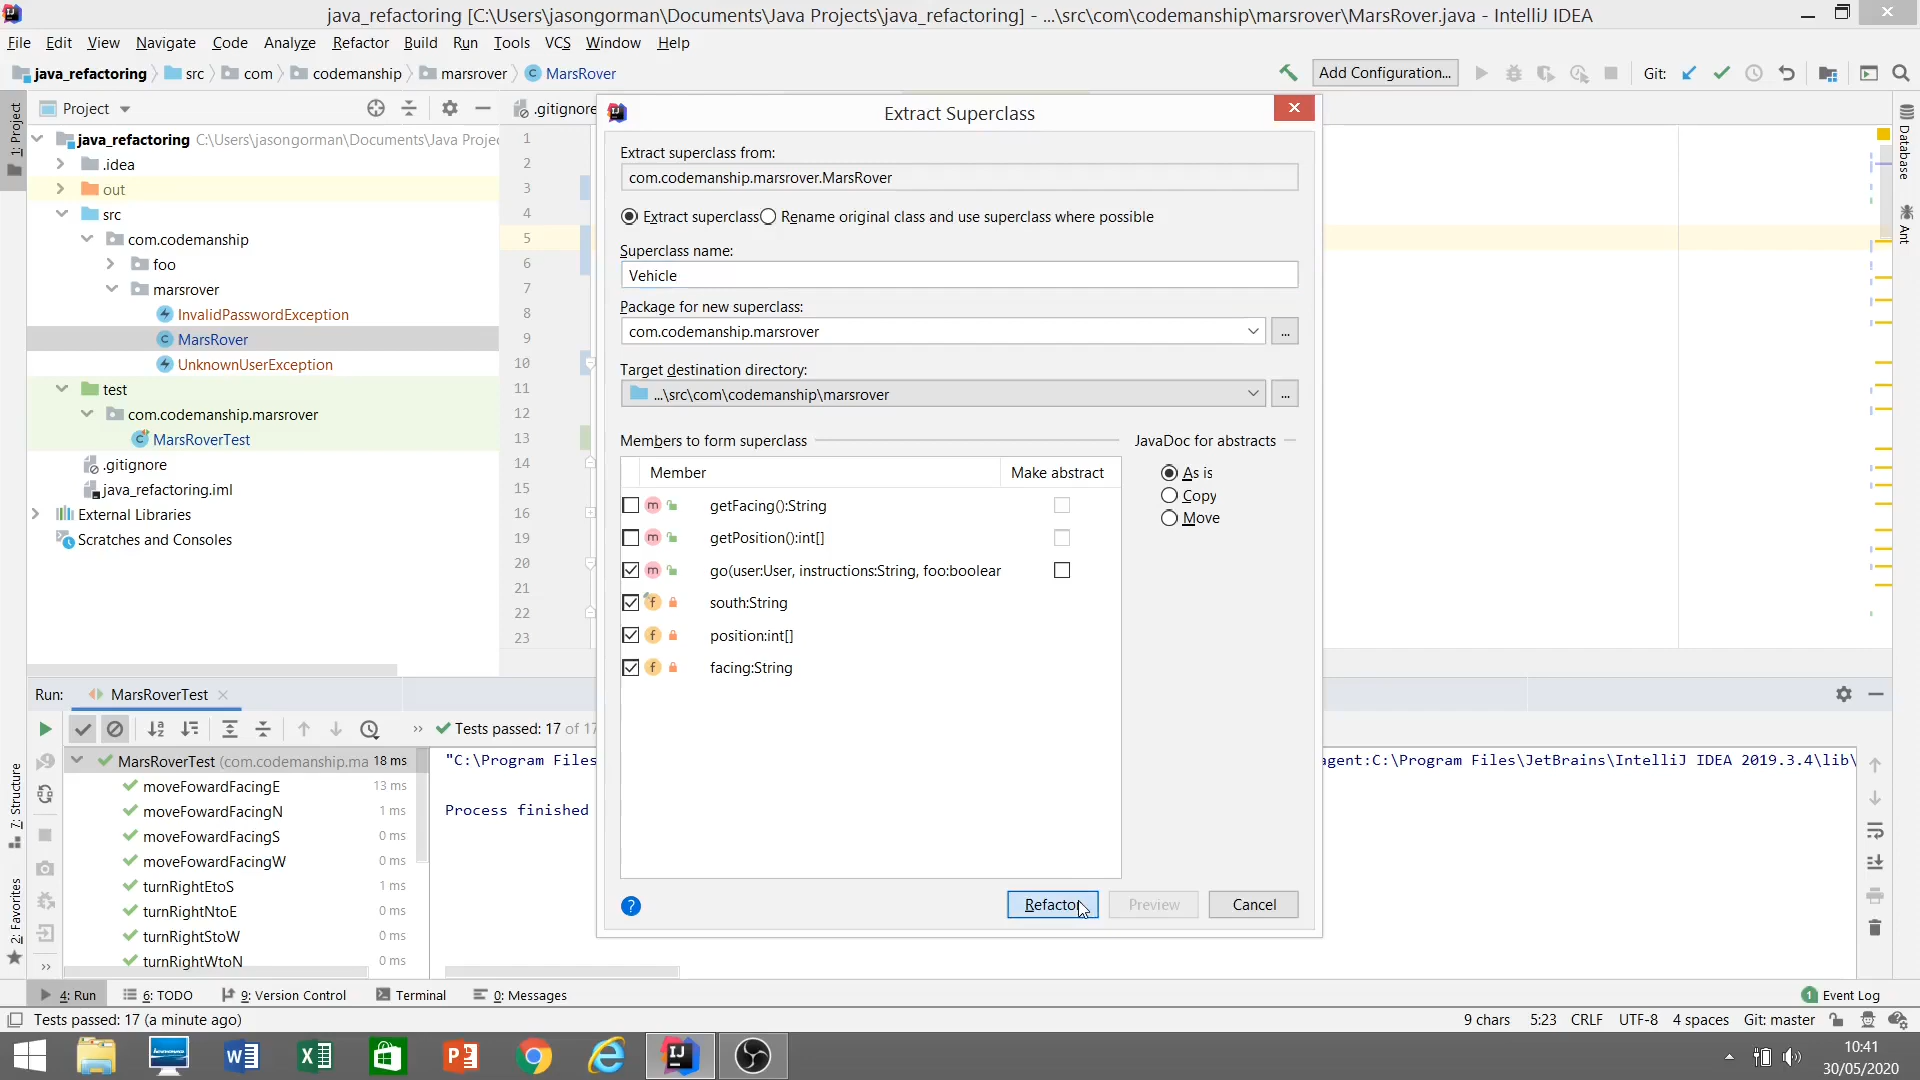 java_refactoring [C:\Users\jasongorman\Documents\Java Projects\java_refactoring] - ...\src\com\codemanship\marsrover\MarsRover.java - IntelliJ IDEA
File Edit View Navigate Code Analyze Refactor Build Run Tools VCS Window Help
java_refactoring src com codemanship marsrover MarsRover Add Configuration... Git:
1: Project
Project
java_refactoring C:\Users\jasongorman\Documents\Java Projec
.idea
out
src
com.codemanship
foo
marsrover
InvalidPasswordException
MarsRover
UnknownUserException
test
com.codemanship.marsrover
MarsRoverTest
.gitignore
java_refactoring.iml
External Libraries
Scratches and Consoles
.gitignore
1
2
3
4
5
6
7
8
9
10
11
12
13
14
15
16
19
20
21
22
23
Extract Superclass
Extract superclass from:
com.codemanship.marsrover.MarsRover
Extract superclass Rename original class and use superclass where possible
Superclass name:
Vehicle
Package for new superclass:
com.codemanship.marsrover ...
Target destination directory:
...\src\com\codemanship\marsrover ...
Members to form superclass JavaDoc for abstracts
Member Make abstract
As is
Copy
Move
getFacing():String
getPosition():int[]
go(user:User, instructions:String, foo:boolear
south:String
position:int[]
facing:String
? Refactor Preview Cancel
Database
Ant
Run: MarsRoverTest
Tests passed: 17 of 17
MarsRoverTest (com.codemanship.ma 18 ms
moveFowardFacingE 13 ms
moveFowardFacingN 1 ms
moveFowardFacingS 0 ms
moveFowardFacingW 0 ms
turnRightEtoS 1 ms
turnRightNtoE 0 ms
turnRightStoW 0 ms
turnRightWtoN 0 ms
"C:\Program Files agent:C:\Program Files\JetBrains\IntelliJ IDEA 2019.3.4\lib\
Process finished
7: Structure
2: Favorites
4: Run 6: TODO 9: Version Control Terminal 0: Messages 1 Event Log
Tests passed: 17 (a minute ago) 9 chars 5:23 CRLF UTF-8 4 spaces Git: master
10:41
30/05/2020